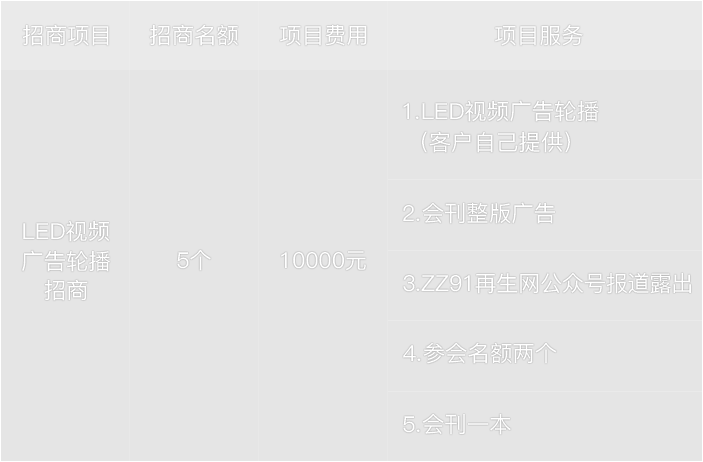 招商项目 招商名额 项目费用 项目服务
LED视频
广告轮播
招商
5个
10000元
1.LED视频广告轮播
（客户自己提供）
2.会刊整版广告
3.ZZ91再生网公众号报道露出
4.参会名额两个
5.会刊一本